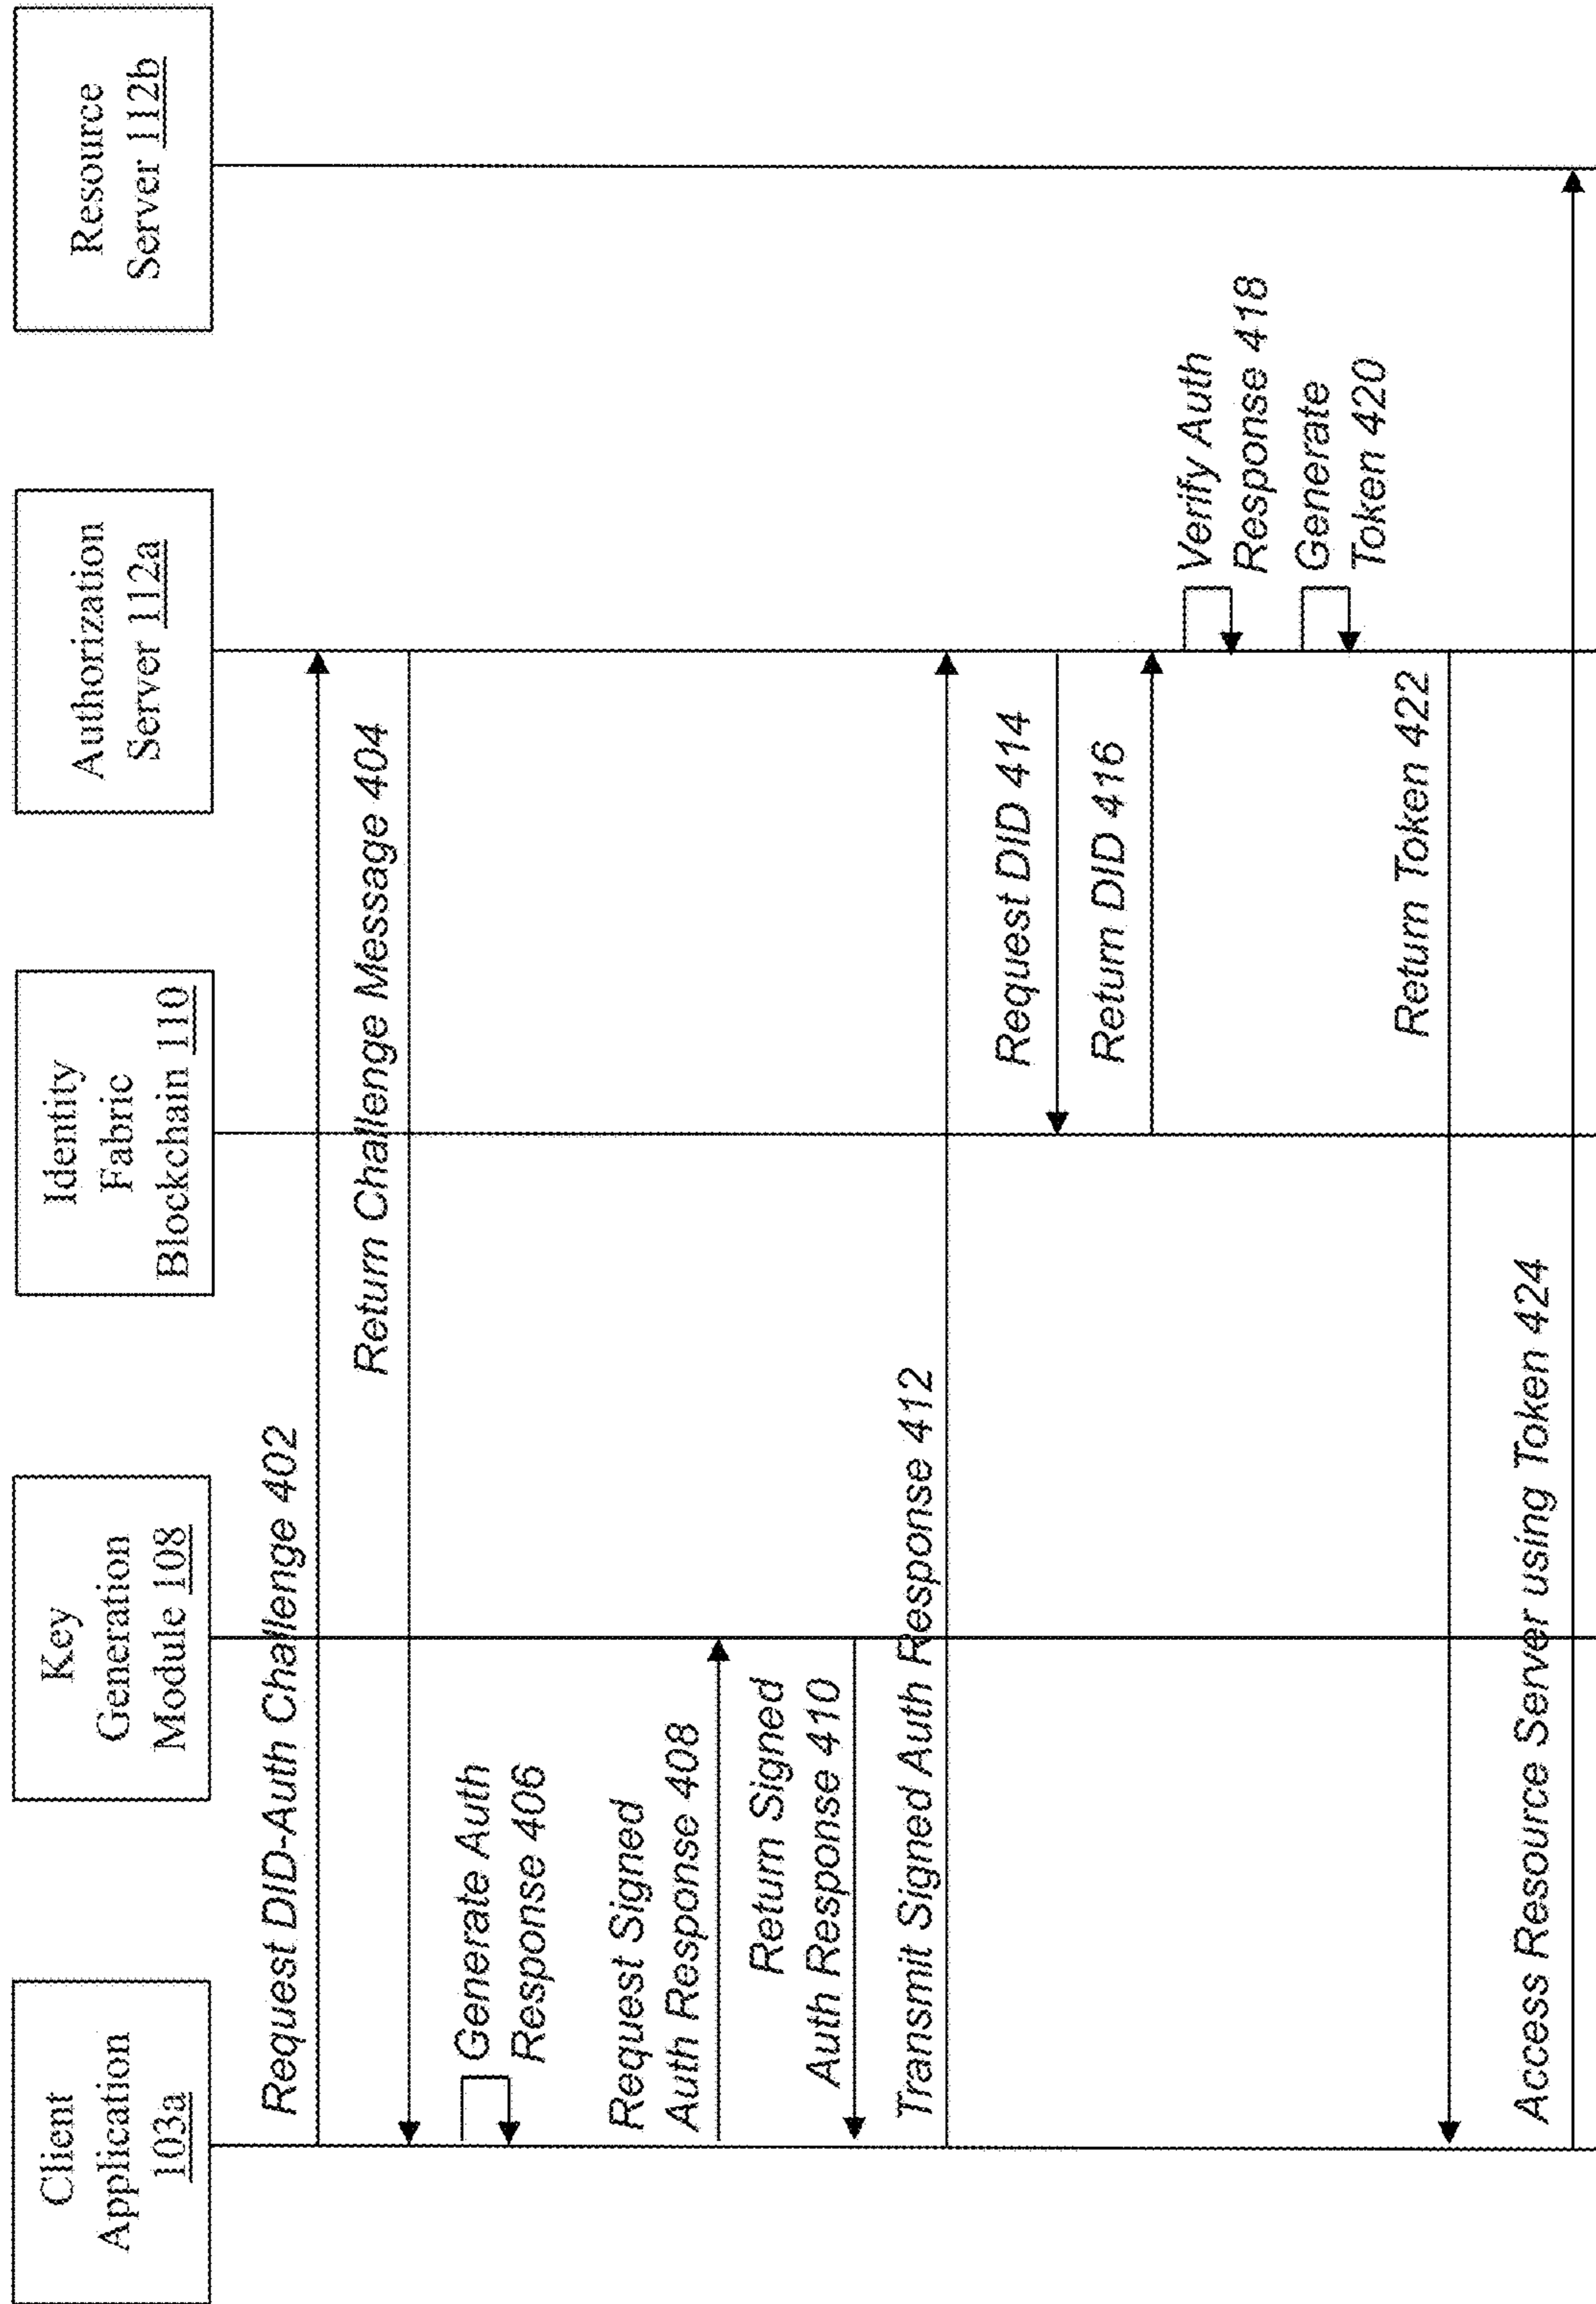 Client
Application
103a
Key
Generation
Module 108
Identity
Fabric
Blockchain 110
Authorization
Server 112a
Resource
Server 112b
Request DID-Auth Challenge 402
Return Challenge Message 404
Generate Auth
Response 406
Request Signed
Auth Response 408
Return Signed
Auth Response 410
Transmit Signed Auth Response 412
Request DID 414
Return DID 416
Verify Auth
Response 418
Generate
Token 420
Return Token 422
Access Resource Server using Token 424